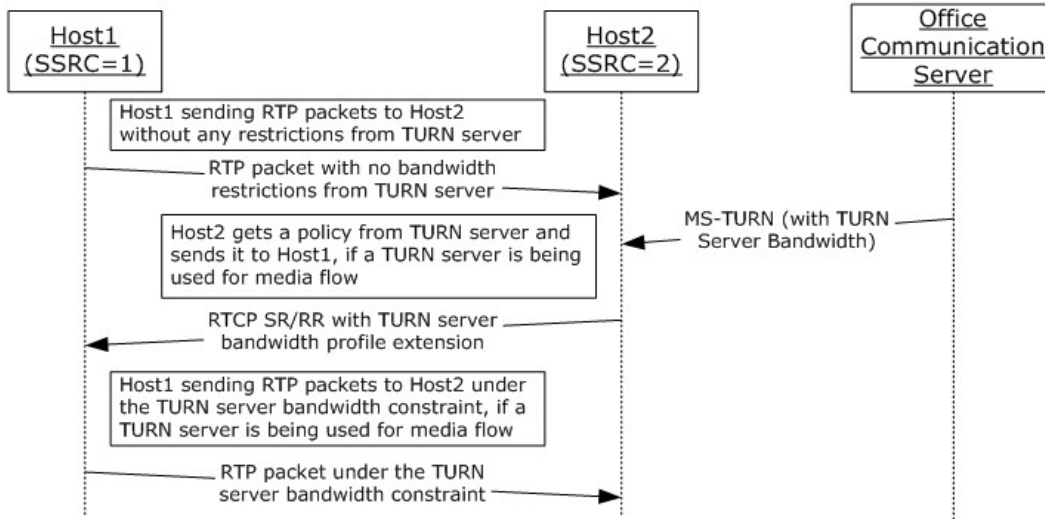 Host1
(SSRC=1)
Host2
(SSRC=2)
Office
Communication
Server
Host1 sending RTP packets to Host2
without any restrictions from TURN server
RTP packet with no bandwidth
restrictions from TURN server
MS-TURN (with TURN
Server Bandwidth)
Host2 gets a policy from TURN server and
sends it to Host1, if a TURN server is being
used for media flow
RTCP SR/RR with TURN server
bandwidth profile extension
Host1 sending RTP packets to Host2 under
the TURN server bandwidth constraint, if a
TURN server is being used for media flow
RTP packet under the TURN
server bandwidth constraint